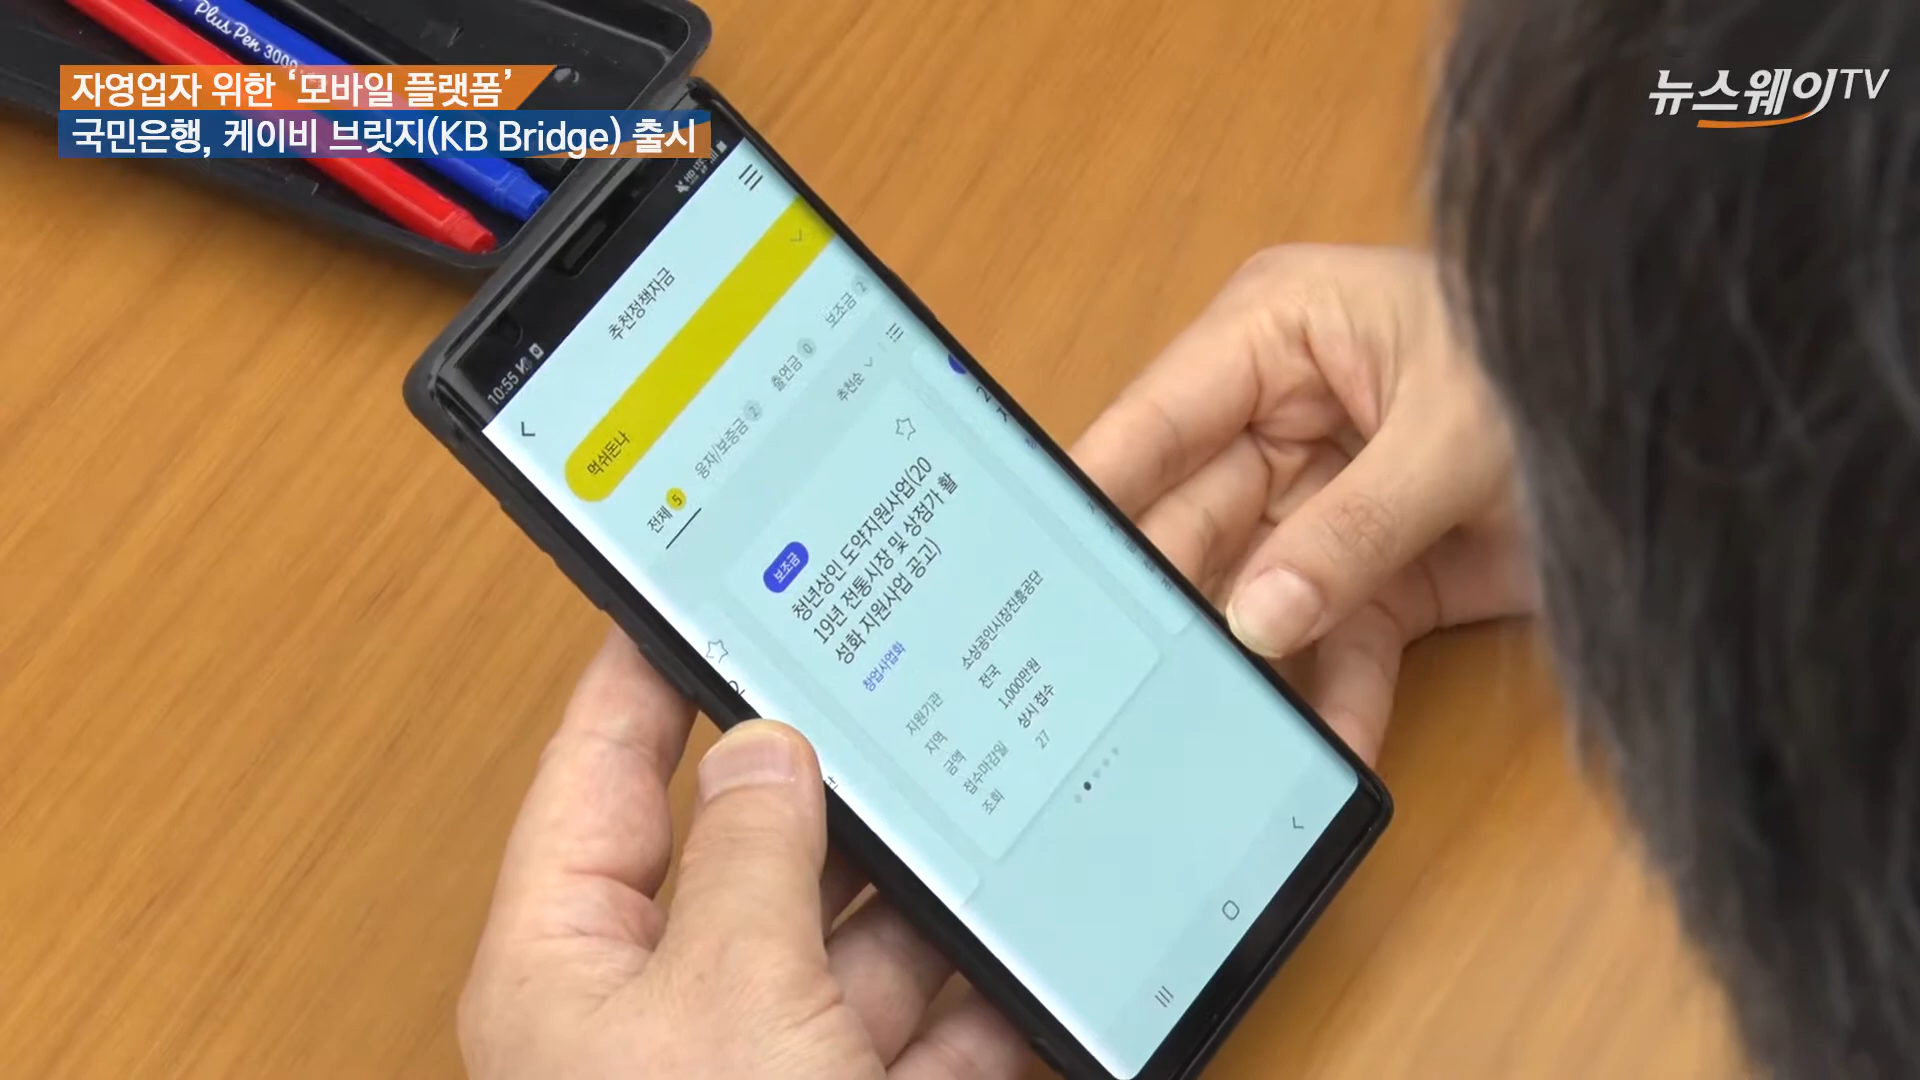 Plus Pen 3000
자영업자 위한 ‘모바일 플랫폼’
국민은행, 케이비 브릿지(KB Bridge) 출시
뉴스웨이TV
10:55
추천정책자금
먹쉬돈나
전체 5
융자/보증금 2
출연금 0
보조금 2
추천순
보조금
청년상인 도약지원사업(20
19년 전통시장 및 상점가 활
성화 지원사업 공고)
창업사업화
지원기관 소상공인시장진흥공단
지역 전국
금액 1,000만원
접수마감일 상시 접수
조회 27